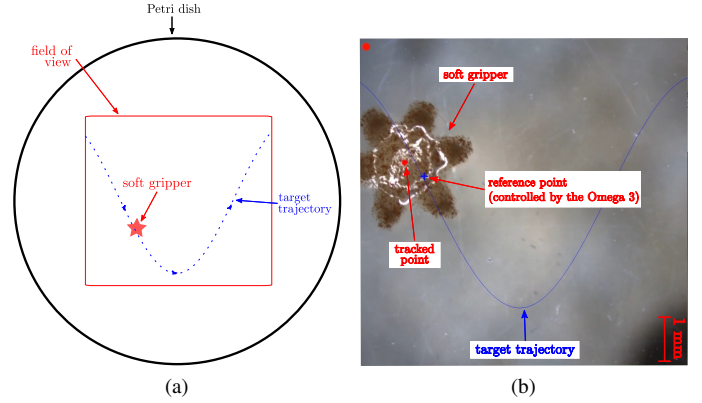 Petri dish
field of
view
soft gripper
target
trajectory
(a)
soft gripper
reference point
(controlled by the Omega 3)
tracked
point
target trajectory
1 mm
(b)